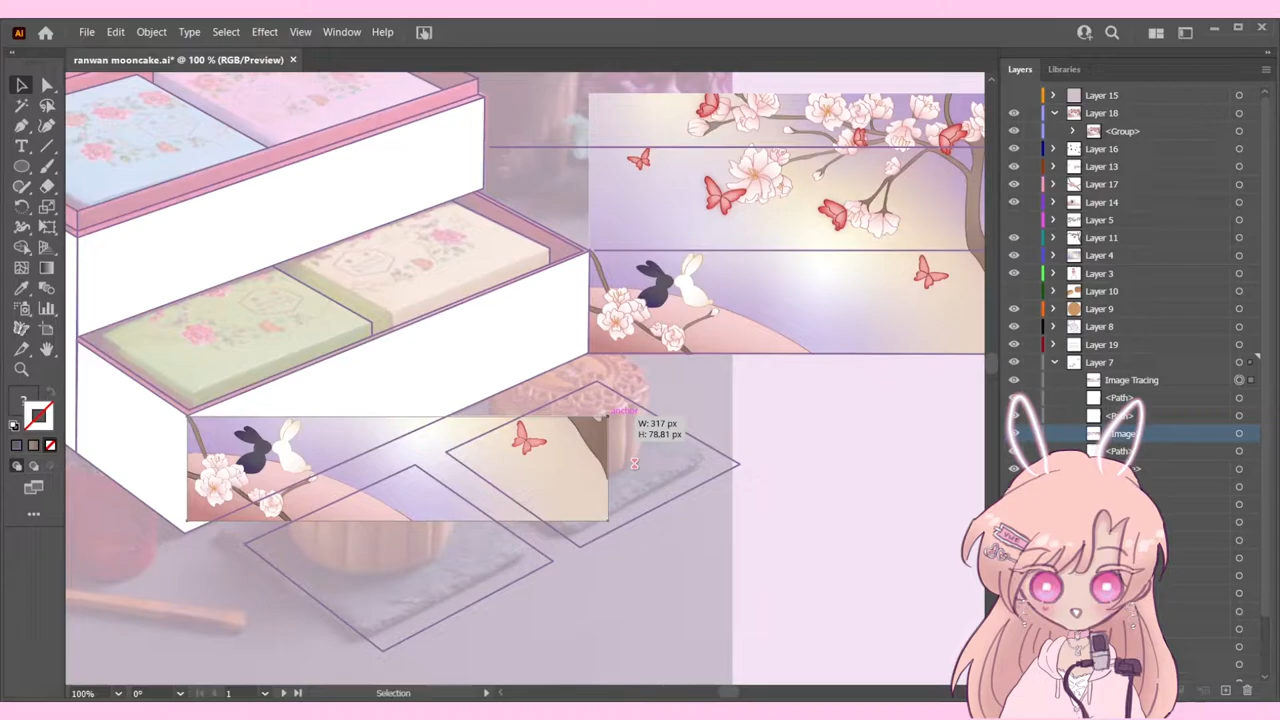 Ai File Edit Object Type Select Effect View Window Help
ranwan mooncake.ai* @ 100 % (RGB/Preview) ×
Layers Libraries
Layer 15
Layer 18
<Group>
Layer 16
Layer 13
Layer 17
Layer 14
Layer 5
Layer 11
Layer 4
Layer 3
Layer 10
Layer 9
Layer 8
Layer 19
Layer 7
Image Tracing
<Path>
anchor
W: 317 px
H: 78.81 px
100% 0° 1 Selection